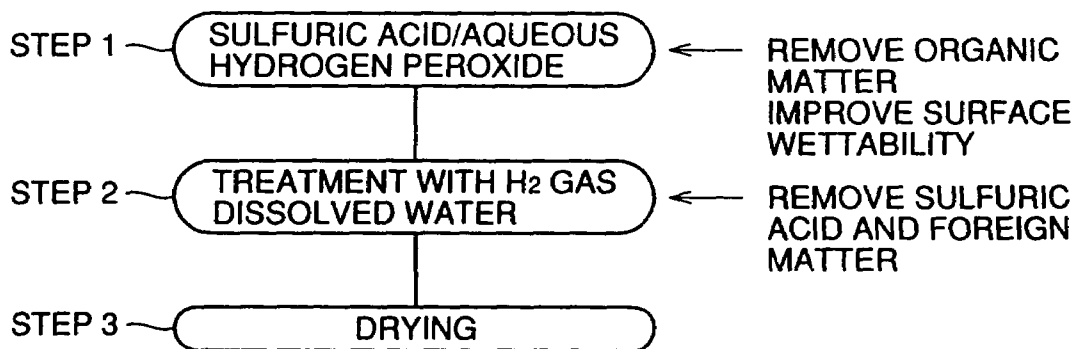 STEP 1
SULFURIC ACID/AQUEOUS
HYDROGEN PEROXIDE
REMOVE ORGANIC
MATTER
IMPROVE SURFACE
WETTABILITY
STEP 2
TREATMENT WITH H2 GAS
DISSOLVED WATER
REMOVE SULFURIC
ACID AND FOREIGN
MATTER
STEP 3
DRYING